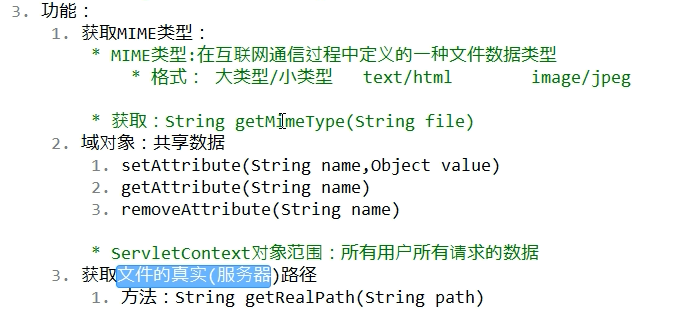 3. 功能：
1. 获取MIME类型：
* MIME类型:在互联网通信过程中定义的一种文件数据类型
* 格式： 大类型/小类型 text/html image/jpeg
* 获取：String getMimeType(String file)
2. 域对象：共享数据
1. setAttribute(String name,Object value)
2. getAttribute(String name)
3. removeAttribute(String name)
* ServletContext对象范围：所有用户所有请求的数据
3. 获取文件的真实(服务器)路径
1. 方法：String getRealPath(String path)